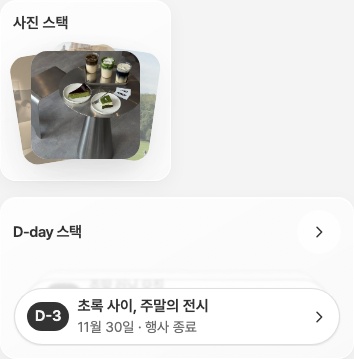 사진 스택
D-day 스택
D-3
초록 사이, 주말의 전시
11월 30일 · 행사 종료